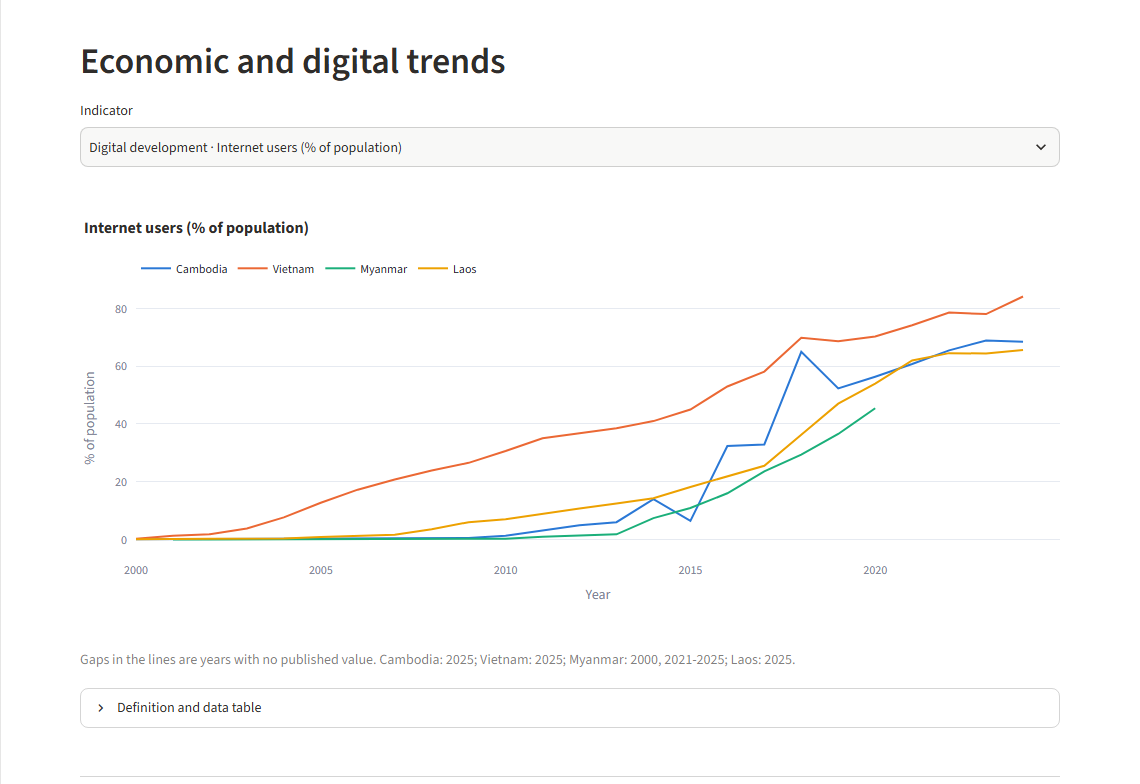 Economic and digital trends
Indicator
Digital development · Internet users (% of population)
Internet users (% of population)
Cambodia Vietnam Myanmar Laos
80
60
40
20
0
% of population
2000 2005 2010 2015 2020
Year
Gaps in the lines are years with no published value. Cambodia: 2025; Vietnam: 2025; Myanmar: 2000, 2021-2025; Laos: 2025.
Definition and data table